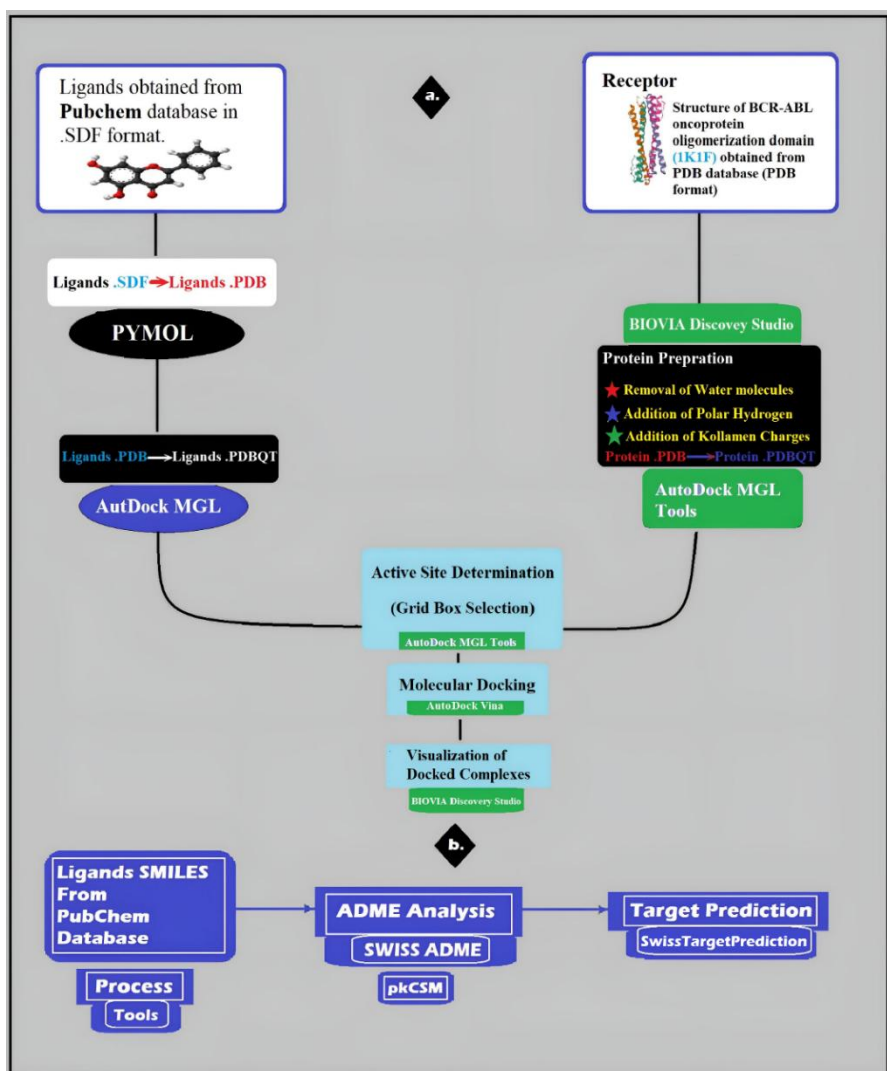 a.
Ligands obtained from
Pubchem database in
.SDF format.
Ligands .SDF→Ligands .PDB
PYMOL
Ligands .PDB→Ligands .PDBQT
AutDock MGL
Receptor
Structure of BCR-ABL
oncoprotein
oligomerization domain
(1K1F) obtained from
PDB database (PDB
format)
BIOVIA Discovey Studio
Protein Prepration
Removal of Water molecules
Addition of Polar Hydrogen
Addition of Kollamen Charges
Protein .PDB→Protein .PDBQT
AutoDock MGL
Tools
Active Site Determination
(Grid Box Selection)
AutoDock MGL Tools
Molecular Docking
AutoDock Vina
Visualization of
Docked Complexes
BIOVIA Discovery Studio
b.
Ligands SMILES
From
PubChem
Database
Process
Tools
ADME Analysis
SWISS ADME
pkCSM
Target Prediction
SwissTargetPrediction